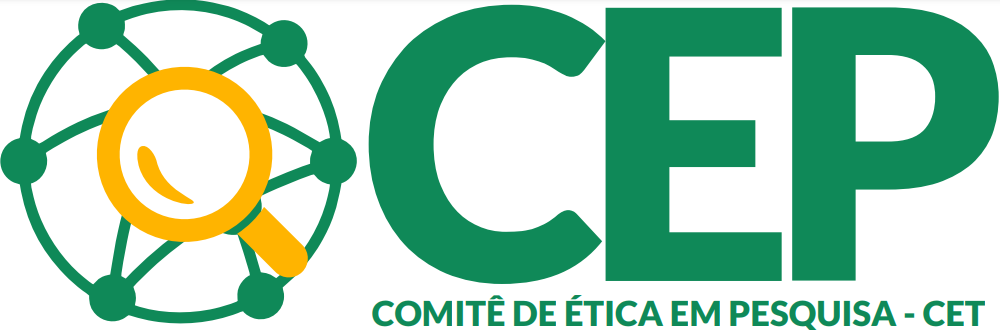 CEP
COMITÊ DE ÉTICA EM PESQUISA - CET